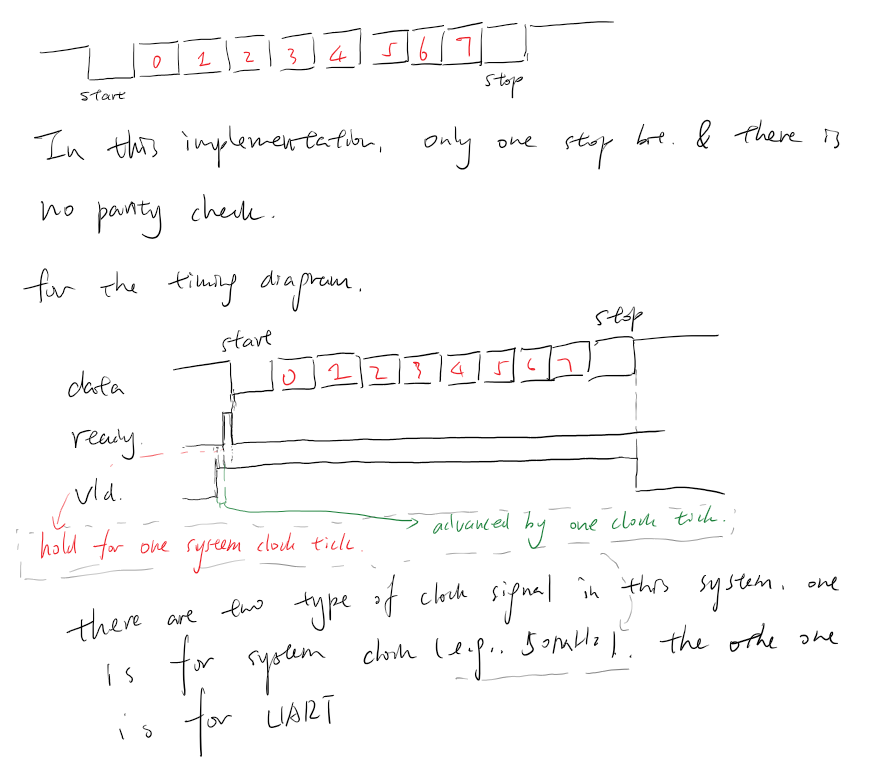 0 1 2 3 4 5 6 7
start stop
In this implementation, only one stop bit. & there is
no parity check.
for the timing diagram.
start stop
data 0 1 2 3 4 5 6 7
ready.
vld.
advanced by one clock tick.
hold for one system clock tick.
there are two type of clock signal in this system. one
is for system clock (e.g.. 50MHz). the othe one
is for UART